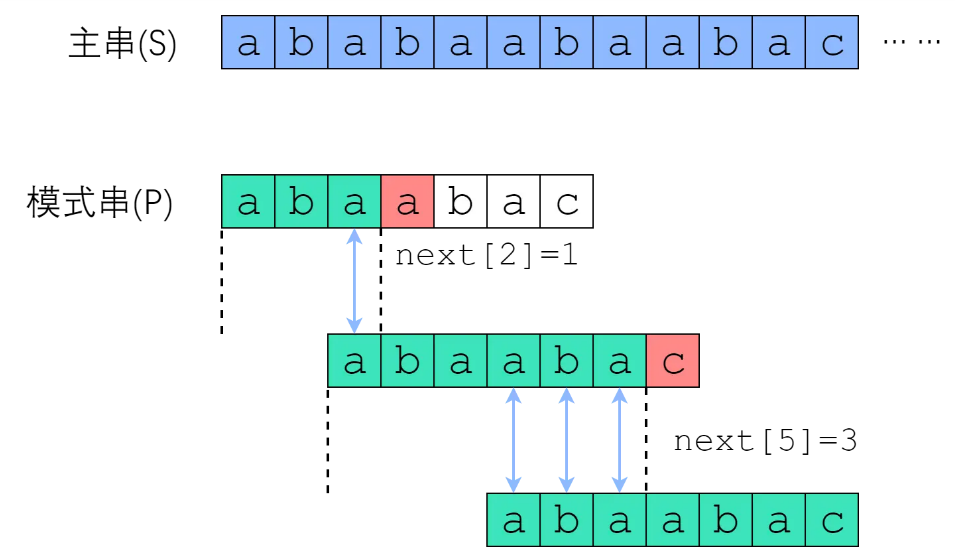 主串(S) a b a b a a b a a b a c ... ...
模式串(P) a b a a b a c
next[2]=1
a b a a b a c
next[5]=3
a b a a b a c